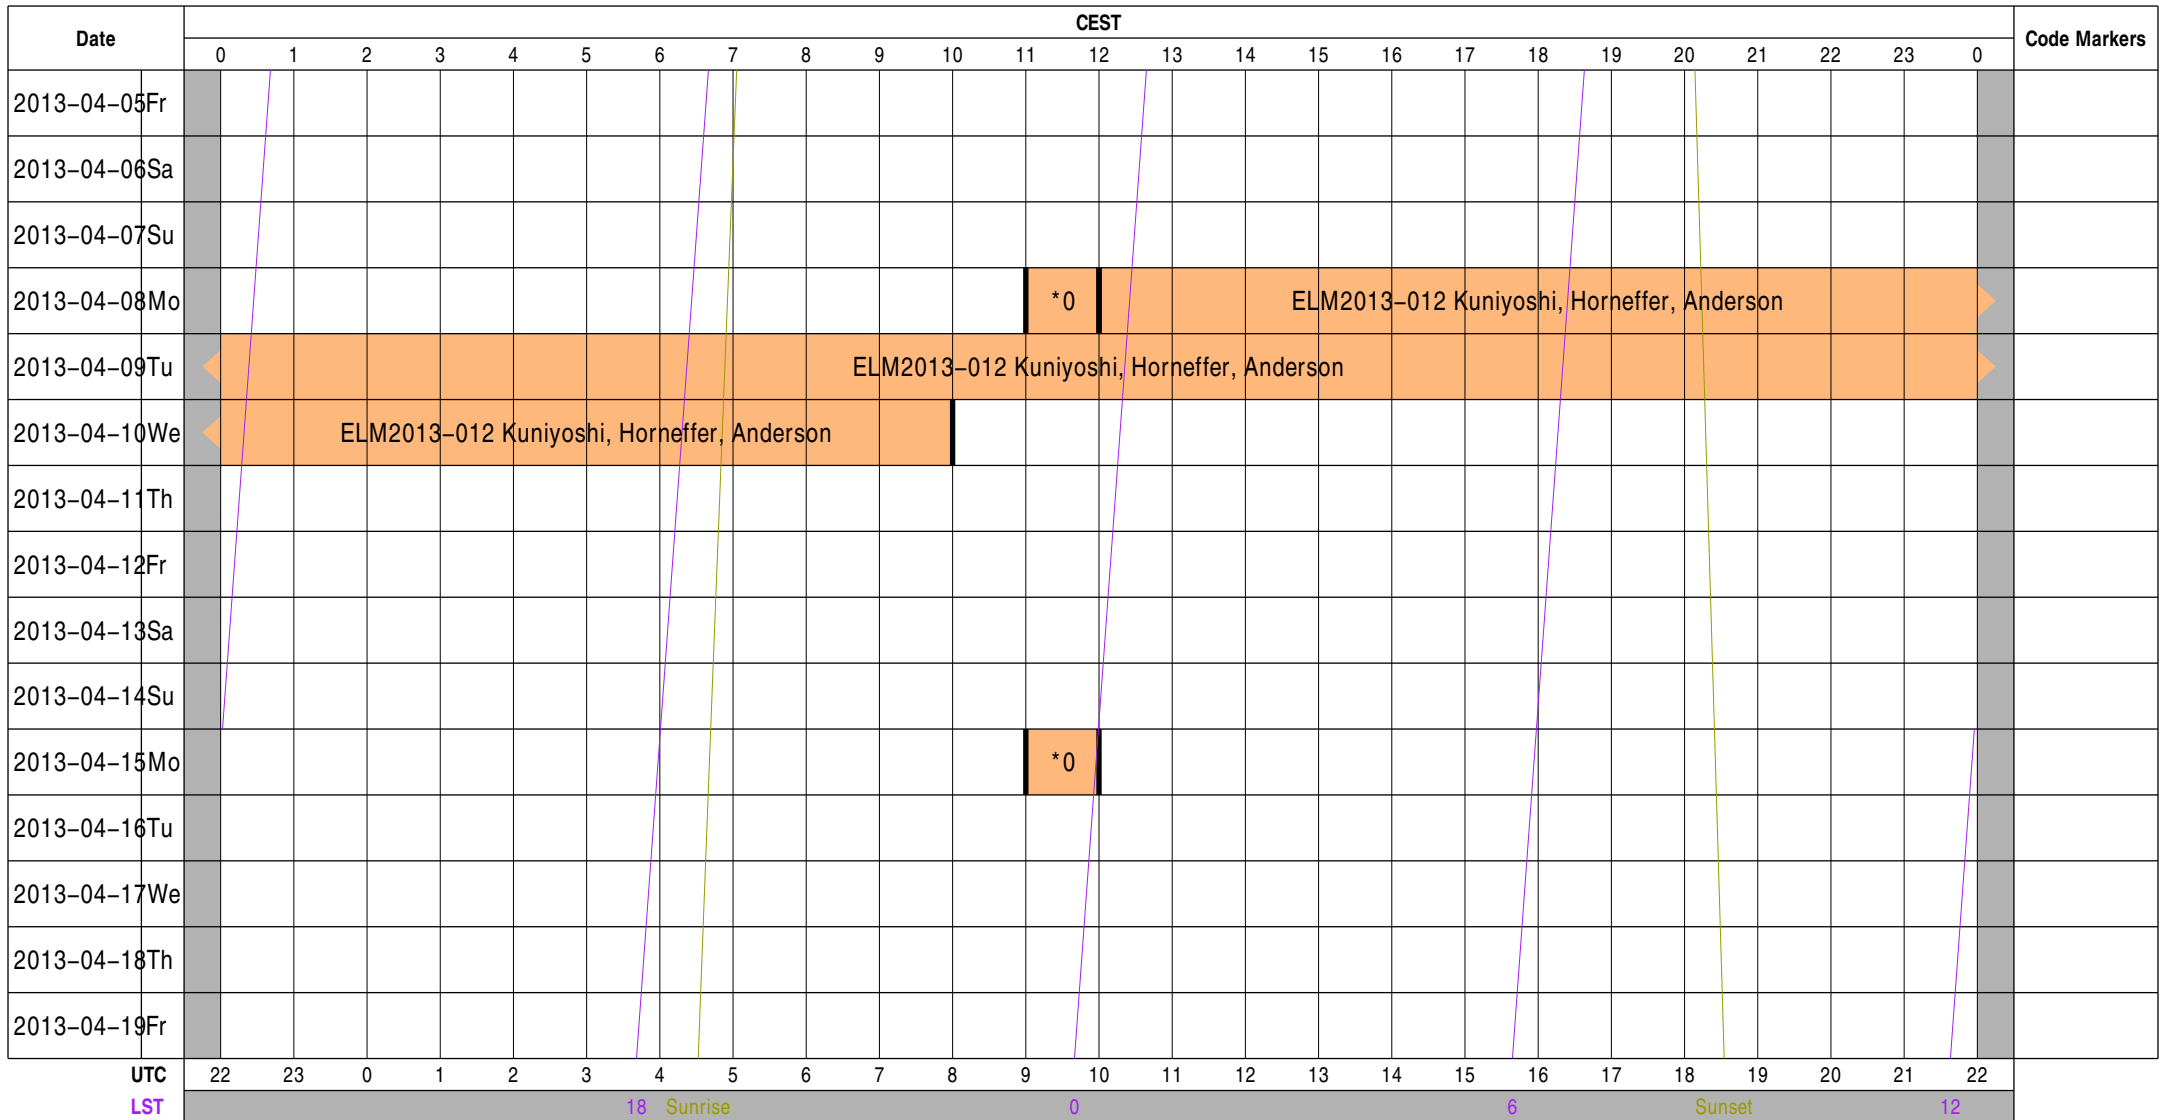 CEST
Date
Code Markers
0 1 2 3 4 5 6 7 8 9 10 11 12 13 14 15 16 17 18 19 20 21 22 23 0
2013-04-05Fr
2013-04-06Sa
2013-04-07Su
2013-04-08Mo *0 ELM2013-012 Kuniyoshi, Horneffer, Anderson
2013-04-09Tu ELM2013-012 Kuniyoshi, Horneffer, Anderson
2013-04-10We ELM2013-012 Kuniyoshi, Horneffer, Anderson
2013-04-11Th
2013-04-12Fr
2013-04-13Sa
2013-04-14Su
2013-04-15Mo *0
2013-04-16Tu
2013-04-17We
2013-04-18Th
2013-04-19Fr
UTC 22 23 0 1 2 3 4 5 6 7 8 9 10 11 12 13 14 15 16 17 18 19 20 21 22
LST 18 Sunrise 0 6 Sunset 12